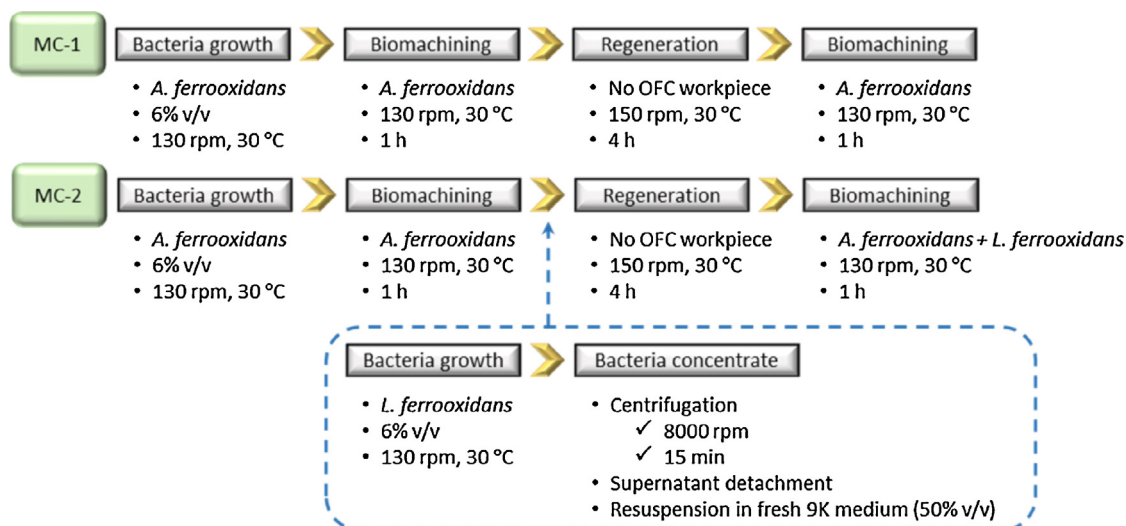 MC-1
Bacteria growth
Biomachining
Regeneration
Biomachining
• A. ferrooxidans
• 6% v/v
• 130 rpm, 30 °C
• A. ferrooxidans
• 130 rpm, 30 °C
• 1 h
• No OFC workpiece
• 150 rpm, 30 °C
• 4 h
• A. ferrooxidans
• 130 rpm, 30 °C
• 1 h
MC-2
Bacteria growth
Biomachining
Regeneration
Biomachining
• A. ferrooxidans
• 6% v/v
• 130 rpm, 30 °C
• A. ferrooxidans
• 130 rpm, 30 °C
• 1 h
• No OFC workpiece
• 150 rpm, 30 °C
• 4 h
• A. ferrooxidans + L. ferrooxidans
• 130 rpm, 30 °C
• 1 h
Bacteria growth
Bacteria concentrate
• L. ferrooxidans
• 6% v/v
• 130 rpm, 30 °C
• Centrifugation
✓ 8000 rpm
✓ 15 min
• Supernatant detachment
• Resuspension in fresh 9K medium (50% v/v)